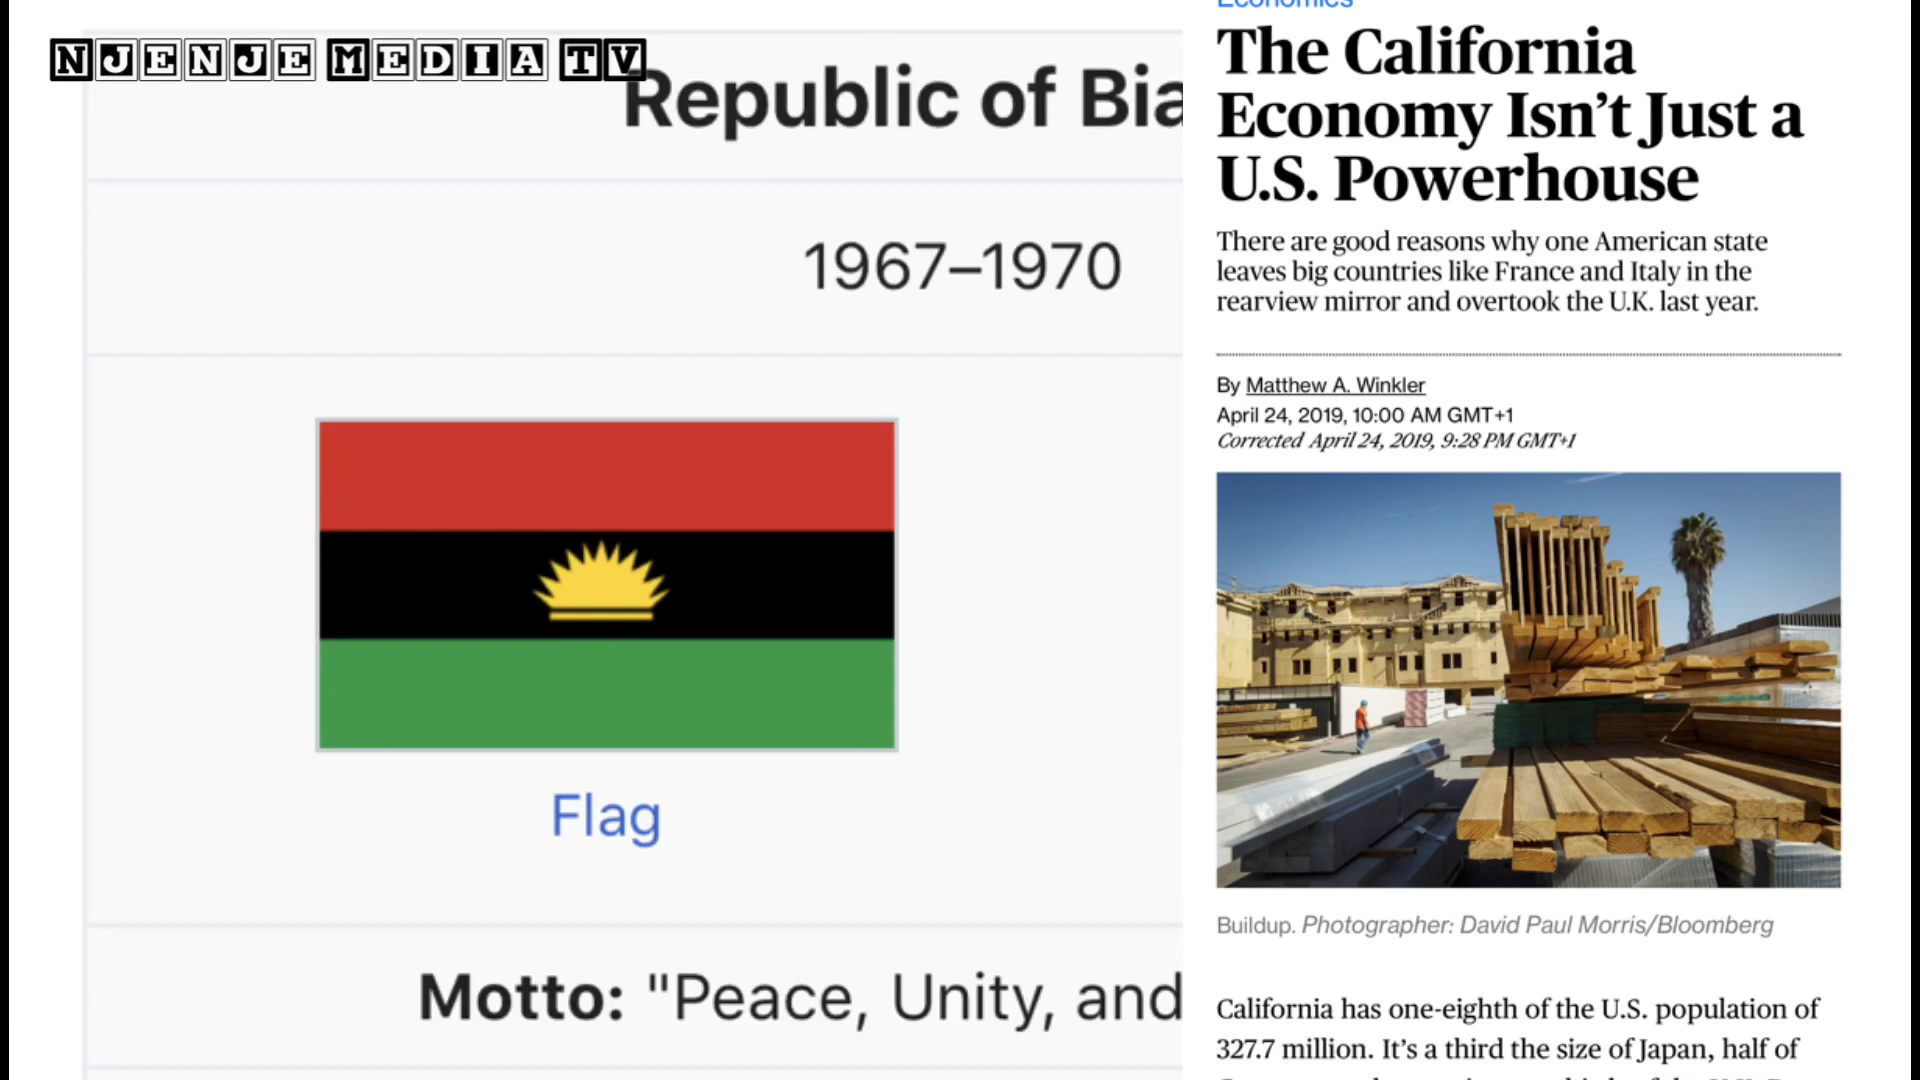 NJENJE MEDIA TV
Republic of Bia
1967–1970
Flag
Motto: "Peace, Unity, and
Economics
The California
Economy Isn’t Just a
U.S. Powerhouse
There are good reasons why one American state
leaves big countries like France and Italy in the
rearview mirror and overtook the U.K. last year.
By Matthew A. Winkler
April 24, 2019, 10:00 AM GMT+1
Corrected April 24, 2019, 9:28 PM GMT+1
Buildup. Photographer: David Paul Morris/Bloomberg
California has one-eighth of the U.S. population of
327.7 million. It’s a third the size of Japan, half of